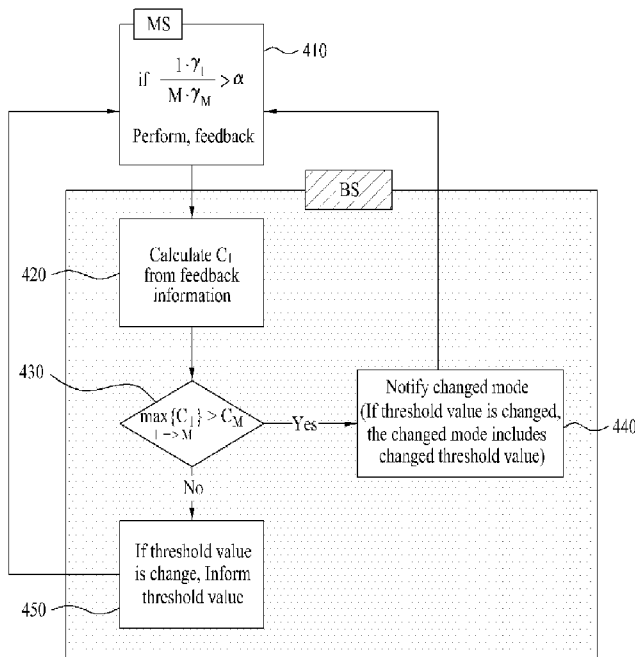 MS
410
if 1·γ1 / M·γM > α
Perform, feedback
BS
Calculate C1
from feedback
information
420
430
max{C1} > CM
1 –> M
Yes
Notify changed mode
(If threshold value is changed,
the changed mode includes
changed threshold value)
440
No
If threshold value
is change, Inform
threshold value
450